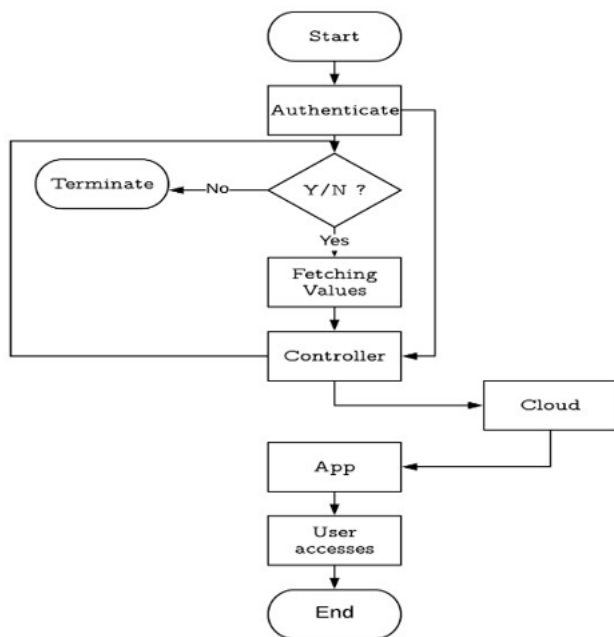 Start
Authenticate
Terminate
No
Y/N ?
Yes
Fetching
Values
Controller
Cloud
App
User
accesses
End